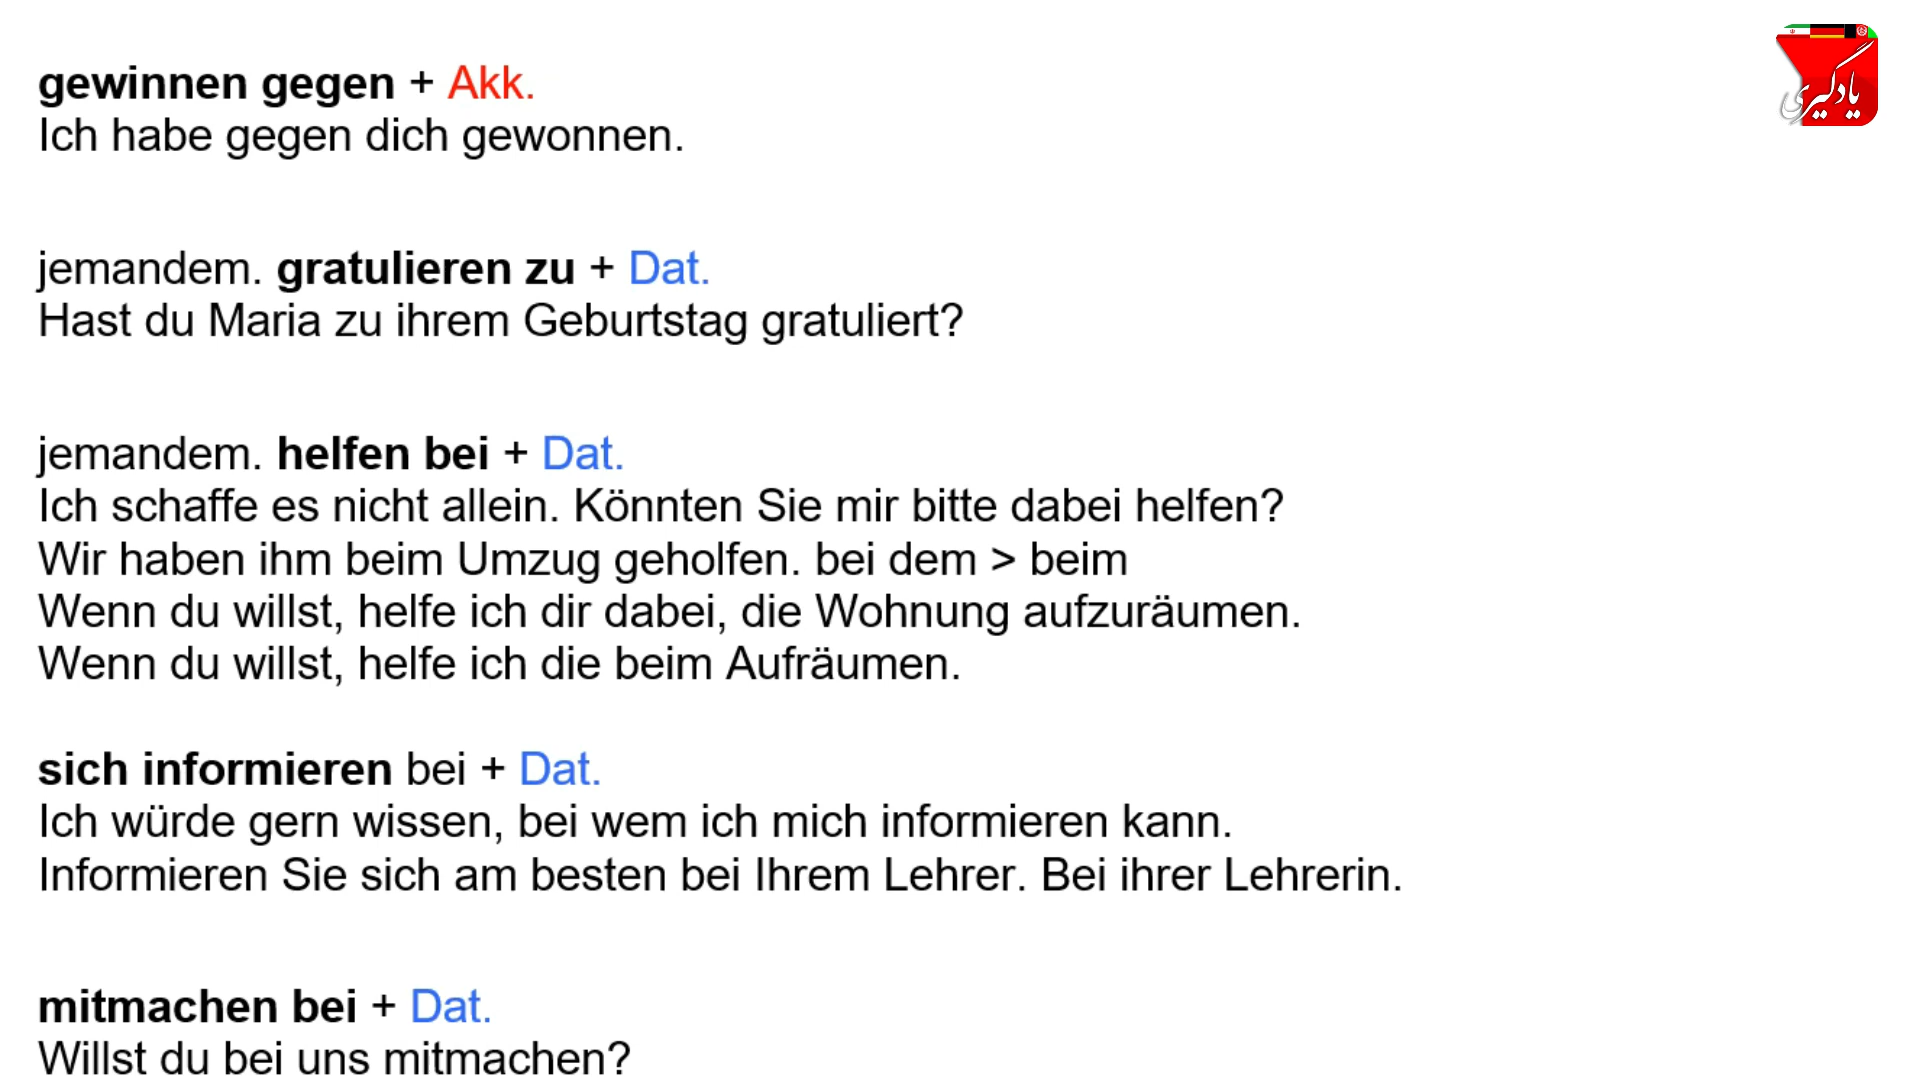 یادگیری
gewinnen gegen + Akk.
Ich habe gegen dich gewonnen.
jemandem. gratulieren zu + Dat.
Hast du Maria zu ihrem Geburtstag gratuliert?
jemandem. helfen bei + Dat.
Ich schaffe es nicht allein. Könnten Sie mir bitte dabei helfen?
Wir haben ihm beim Umzug geholfen. bei dem > beim
Wenn du willst, helfe ich dir dabei, die Wohnung aufzuräumen.
Wenn du willst, helfe ich die beim Aufräumen.
sich informieren bei + Dat.
Ich würde gern wissen, bei wem ich mich informieren kann.
Informieren Sie sich am besten bei Ihrem Lehrer. Bei ihrer Lehrerin.
mitmachen bei + Dat.
Willst du bei uns mitmachen?